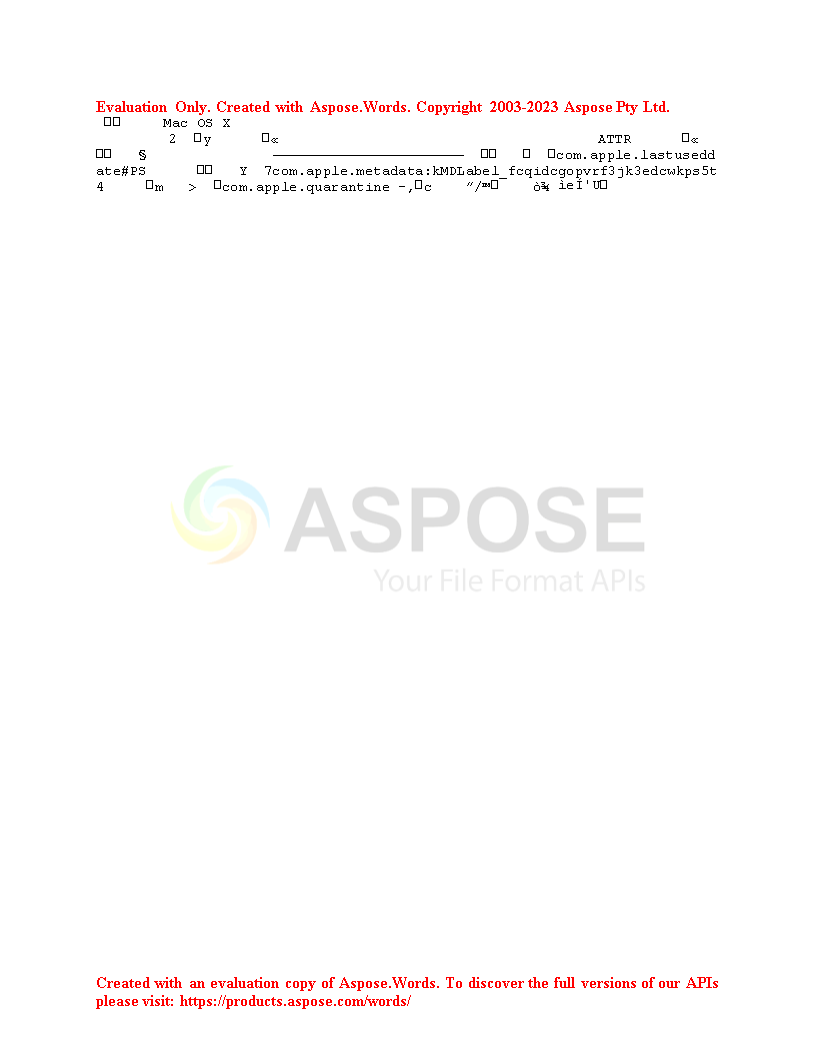 Evaluation Only. Created with Aspose.Words. Copyright 2003-2023 Aspose Pty Ltd.
□□ Mac OS X
2 □y □« ATTR □«
□□ § ———————————————————————— □□ □ □com.apple.lastusedd
ate#PS □□ Y 7com.apple.metadata:kMDLabel_fcqidcgopvrf3jk3edcwkps5t
4 □m > □com.apple.quarantine –,□c ″/™□ ò¾ ìeÍ'U□
ASPOSE
Your File Format APIs
Created with an evaluation copy of Aspose.Words. To discover the full versions of our APIs
please visit: https://products.aspose.com/words/